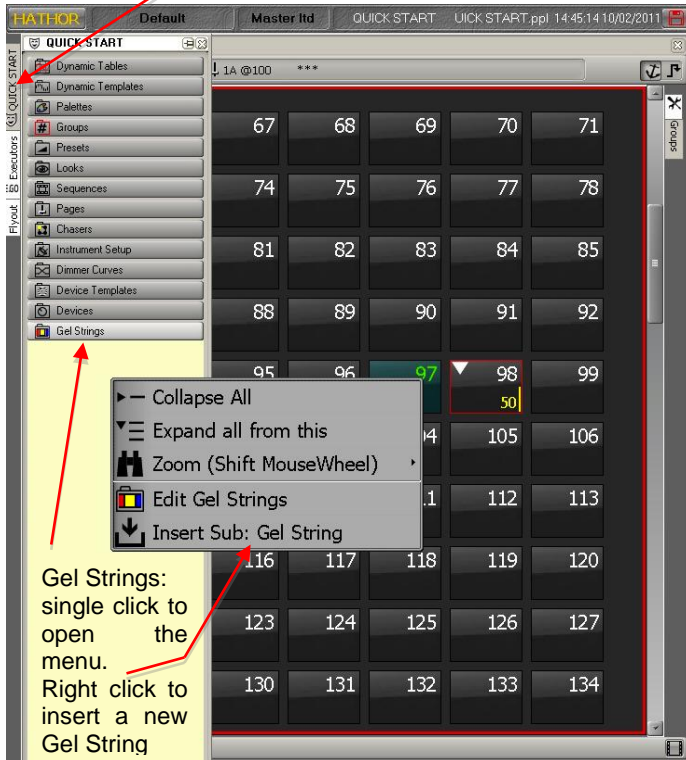 HATHOR Default Master ltd QUICK START UICK START.ppl 14:45:14 10/02/2011
QUICK START
QUICK START
Executors
Flyout
Groups
1A @100 ***
Dynamic Tables
Dynamic Templates
Palettes
Groups
Presets
Looks
Sequences
Pages
Chasers
Instrument Setup
Dimmer Curves
Device Templates
Devices
Gel Strings
67 68 69 70 71
74 75 76 77 78
81 82 83 84 85
88 89 90 91 92
95 96 97 98 99
50
105 106
112 113
116 117 118 119 120
123 124 125 126 127
130 131 132 133 134
Collapse All
Expand all from this
Zoom (Shift MouseWheel)
Edit Gel Strings
Insert Sub: Gel String
Gel Strings:
single click to
open the
menu.
Right click to
insert a new
Gel String